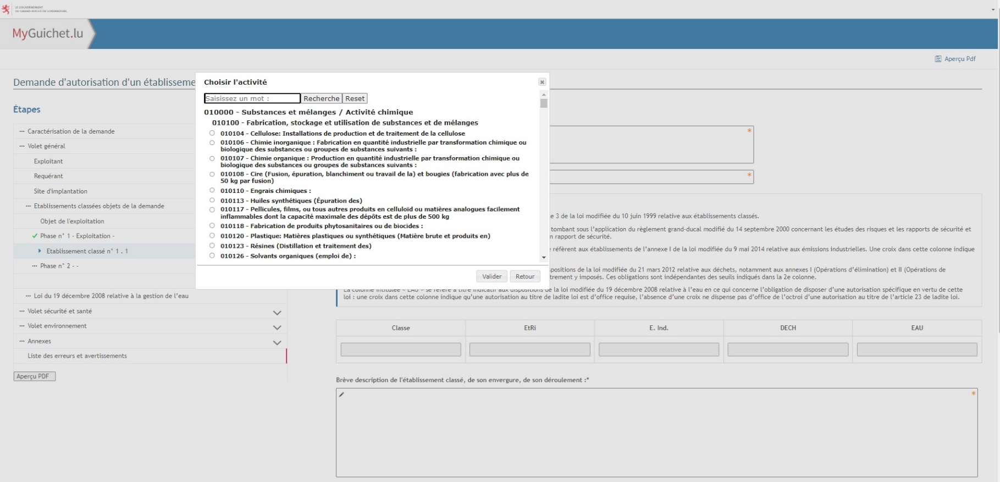 LE GOUVERNEMENT
DU GRAND-DUCHÉ DE LUXEMBOURG
MyGuichet.lu
Aperçu Pdf
Demande d'autorisation d'un établisseme
Étapes
··· Caractérisation de la demande
··· Volet général
Exploitant
Requérant
Site d'implantation
··· Etablissements classées objets de la demande
Objet de l'exploitation
Phase n° 1 - Exploitation -
Etablissement classé n° 1 . 1
··· Phase n° 2 - -
··· Loi du 19 décembre 2008 relative à la gestion de l'eau
··· Volet sécurité et santé
··· Volet environnement
··· Annexes
Liste des erreurs et avertissements
Aperçu PDF
Choisir l'activité
Saisissez un mot :
Recherche
Reset
010000 - Substances et mélanges / Activité chimique
010100 - Fabrication, stockage et utilisation de substances et de mélanges
010104 - Cellulose: Installations de production et de traitement de la cellulose
010106 - Chimie inorganique : Fabrication en quantité industrielle par transformation chimique ou
biologique des substances ou groupes de substances suivants :
010107 - Chimie organique : Production en quantité industrielle par transformation chimique ou
biologique des substances ou groupes de substances suivants :
010108 - Cire (Fusion, épuration, blanchiment ou travail de la) et bougies (fabrication avec plus de
50 kg par fusion)
010110 - Engrais chimiques :
010113 - Huiles synthétiques (Épuration des)
010117 - Pellicules, films, ou tous autres produits en celluloïd ou matières analogues facilement
inflammables dont la capacité maximale des dépôts est de plus de 500 kg
010118 - Fabrication de produits phytosanitaires ou de biocides :
010120 - Plastique: Matières plastiques ou synthétiques (Matière brute et produits en)
010123 - Résines (Distillation et traitement des)
010126 - Solvants organiques (emploi de) :
Valider
Retour
*
*
e 3 de la loi modifiée du 10 juin 1999 relative aux établissements classés.
tombant sous l'application du règlement grand-ducal modifié du 14 septembre 2000 concernant les études des risques et les rapports de sécurité et
n rapport de sécurité.
réfèrent aux établissements de l'annexe I de la loi modifiée du 9 mai 2014 relative aux émissions industrielles. Une croix dans cette colonne indique
positions de la loi modifiée du 21 mars 2012 relative aux déchets, notamment aux annexes I (Opérations d'élimination) et II (Opérations de
trement y imposés. Ces obligations sont indépendantes des seuils indiqués dans la 2e colonne.
La colonne intitulée « EAU » se réfère à titre indicatif aux dispositions de la loi modifiée du 19 décembre 2008 relative à l'eau en ce qui concerne l'obligation de disposer d'une autorisation spécifique en vertu de cette
loi : une croix dans cette colonne indique qu'une autorisation au titre de ladite loi est d'office requise, l'absence d'une croix ne dispense pas d'office de l'octroi d'une autorisation au titre de l'article 23 de ladite loi.
Classe
EtRi
E. Ind.
DECH
EAU
Brève description de l'établissement classé, de son envergure, de son déroulement :*
*